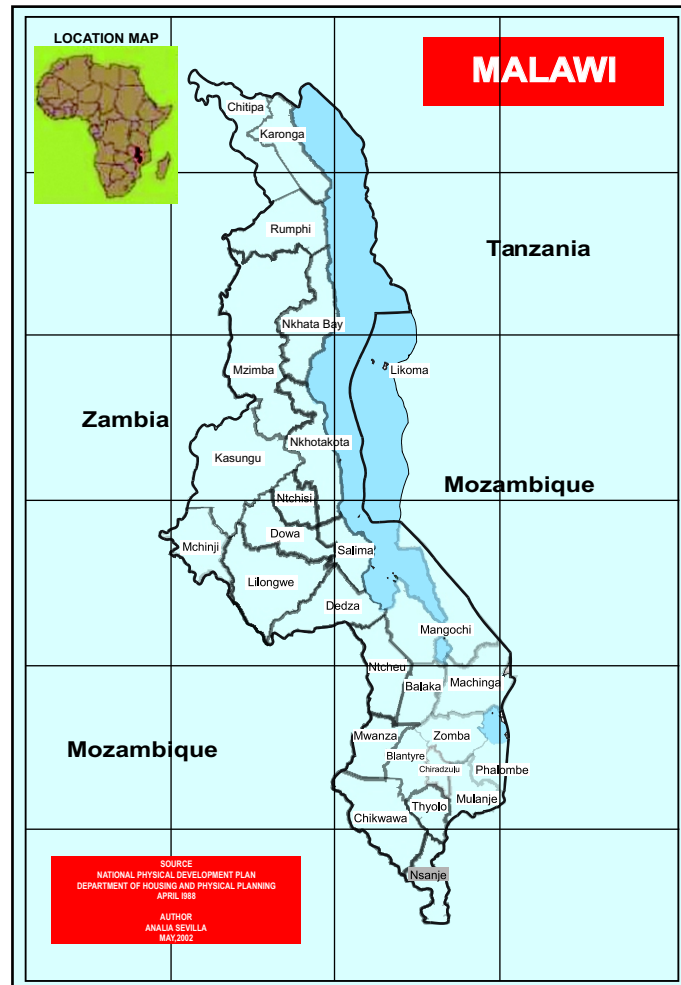 LOCATION MAP
MALAWI
Chitipa
Karonga
Rumphi
Tanzania
Nkhata Bay
Mzimba
Likoma
Zambia
Nkhotakota
Kasungu
Mozambique
Ntchisi
Dowa
Mchinji
Salima
Lilongwe
Dedza
Mangochi
Ntcheu
Balaka
Machinga
Mozambique
Mwanza
Zomba
Blantyre
Chiradzulu
Phalombe
Mulanje
Thyolo
Chikwawa
Nsanje
SOURCE
NATIONAL PHYSICAL DEVELOPMENT PLAN
DEPARTMENT OF HOUSING AND PHYSICAL PLANNING
APRIL I988
AUTHOR
ANALIA SEVILLA
MAY,2002